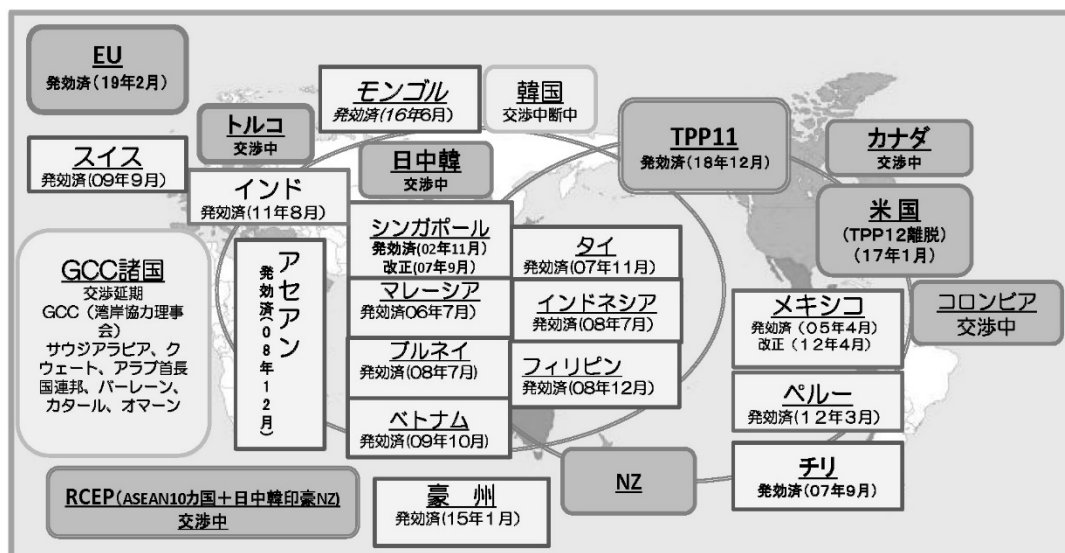 EU
発効済(19年2月)
モンゴル
発効済(16年6月)
韓国
交渉中断中
トルコ
交渉中
日中韓
交渉中
TPP11
発効済(18年12月)
カナダ
交渉中
スイス
発効済(09年9月)
インド
発効済(11年8月)
米国
(TPP12離脱)
(17年1月)
シンガポール
発効済(02年11月)
改正(07年9月)
タイ
発効済(07年11月)
GCC諸国
交渉延期
GCC(湾岸協力理事
会)
サウジアラビア、ク
ウェート、アラブ首長
国連邦、バーレーン、
カタール、オマーン
アセアン
発効済(08年12月)
マレーシア
発効済06年7月)
インドネシア
発効済(08年7月)
メキシコ
発効済(05年4月)
改正(12年4月)
コロンビア
交渉中
ブルネイ
発効済(08年7月)
フィリピン
発効済(08年12月)
ペルー
発効済(12年3月)
ベトナム
発効済(09年10月)
チリ
発効済(07年9月)
NZ
RCEP(ASEAN10カ国+日中韓印豪NZ)
交渉中
豪 州
発効済(15年1月)